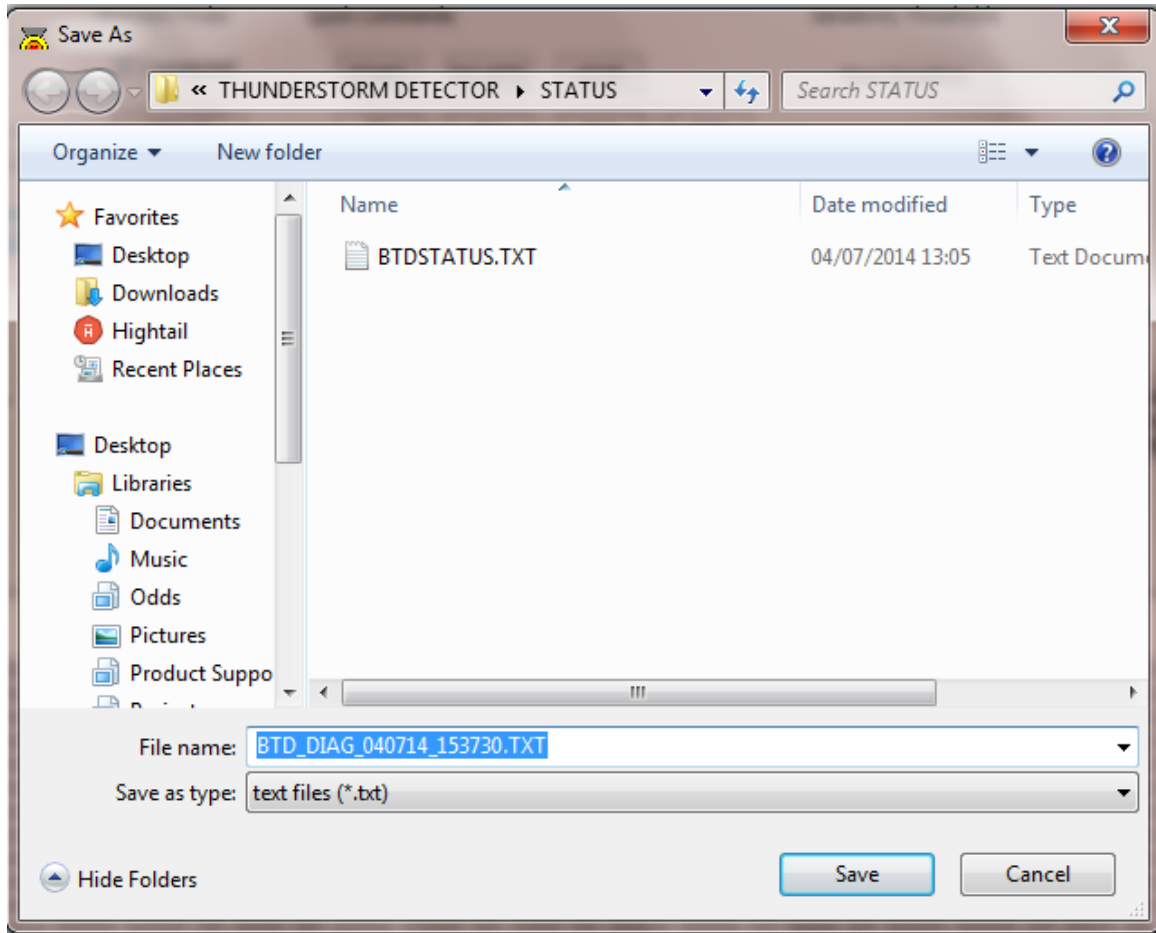 Save As
« THUNDERSTORM DETECTOR ▸ STATUS
Search STATUS
Organize
New folder
Name
Date modified
Type
BTDSTATUS.TXT
04/07/2014 13:05
Text
Favorites
Desktop
Downloads
Hightail
Recent Places
Desktop
Libraries
Documents
Music
Odds
Pictures
Product Suppo
File name: BTD_DIAG_040714_153730.TXT
Save as type: text files (*.txt)
Hide Folders
Save
Cancel